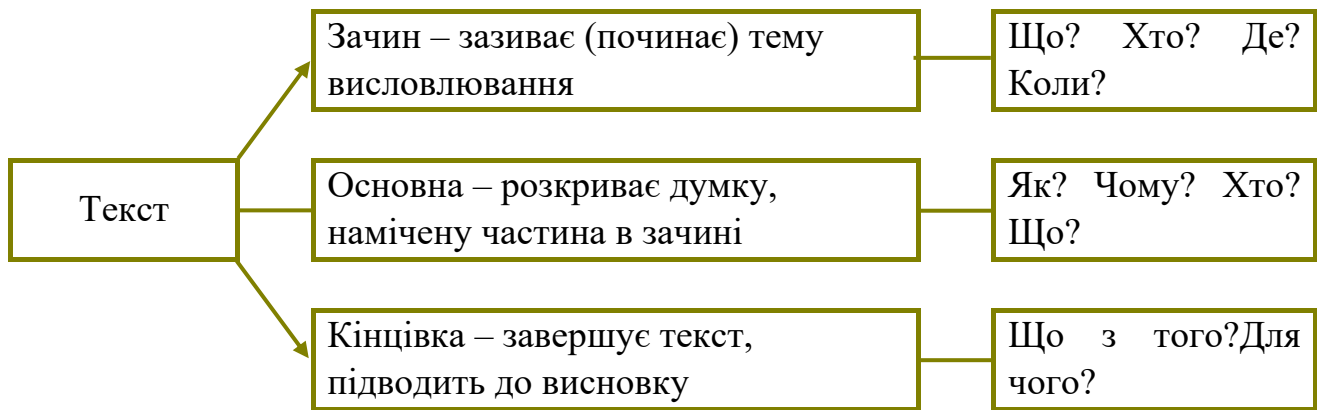 Зачин – зазиває (починає) тему
висловлювання
Що? Хто? Де?
Коли?
Текст
Основна – розкриває думку,
намічену частина в зачині
Як? Чому? Хто?
Що?
Кінцівка – завершує текст,
підводить до висновку
Що з того?Для
чого?